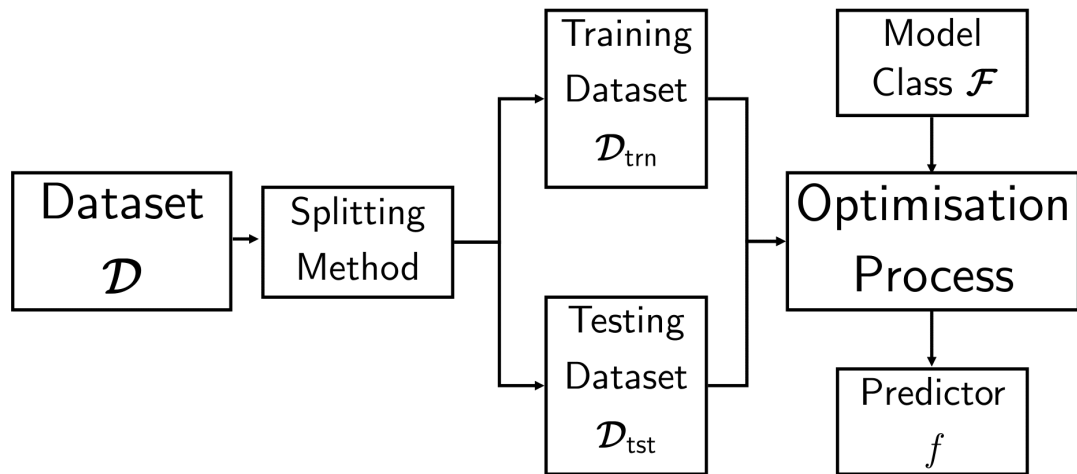 Dataset
𝓓
Splitting
Method
Training
Dataset
𝓓trn
Testing
Dataset
𝓓tst
Model
Class 𝓕
Optimisation
Process
Predictor
f